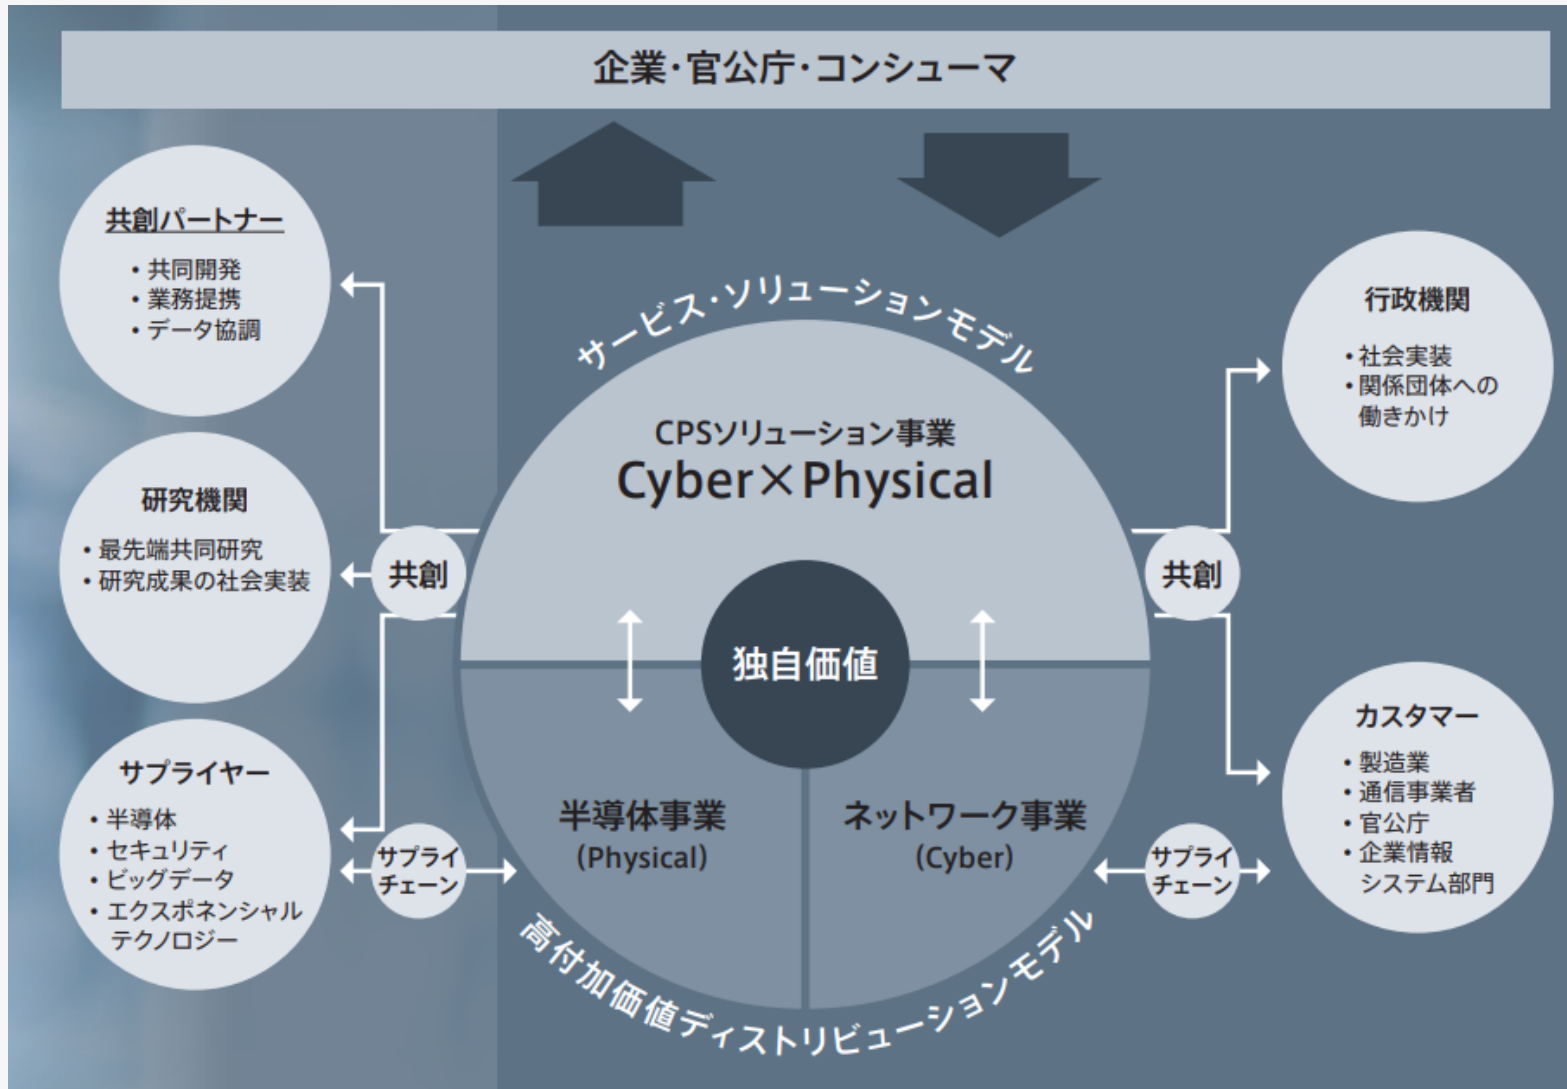 企業・官公庁・コンシューマ
共創パートナー
• 共同開発
• 業務提携
• データ協調
研究機関
• 最先端共同研究
• 研究成果の社会実装
サプライヤー
• 半導体
• セキュリティ
• ビッグデータ
• エクスポネンシャル
テクノロジー
共創
サプライ
チェーン
サービス・ソリューションモデル
CPSソリューション事業
Cyber×Physical
独自価値
半導体事業
(Physical)
ネットワーク事業
(Cyber)
高付加価値ディストリビューションモデル
共創
サプライ
チェーン
行政機関
• 社会実装
• 関係団体への
働きかけ
カスタマー
• 製造業
• 通信事業者
• 官公庁
• 企業情報
システム部門